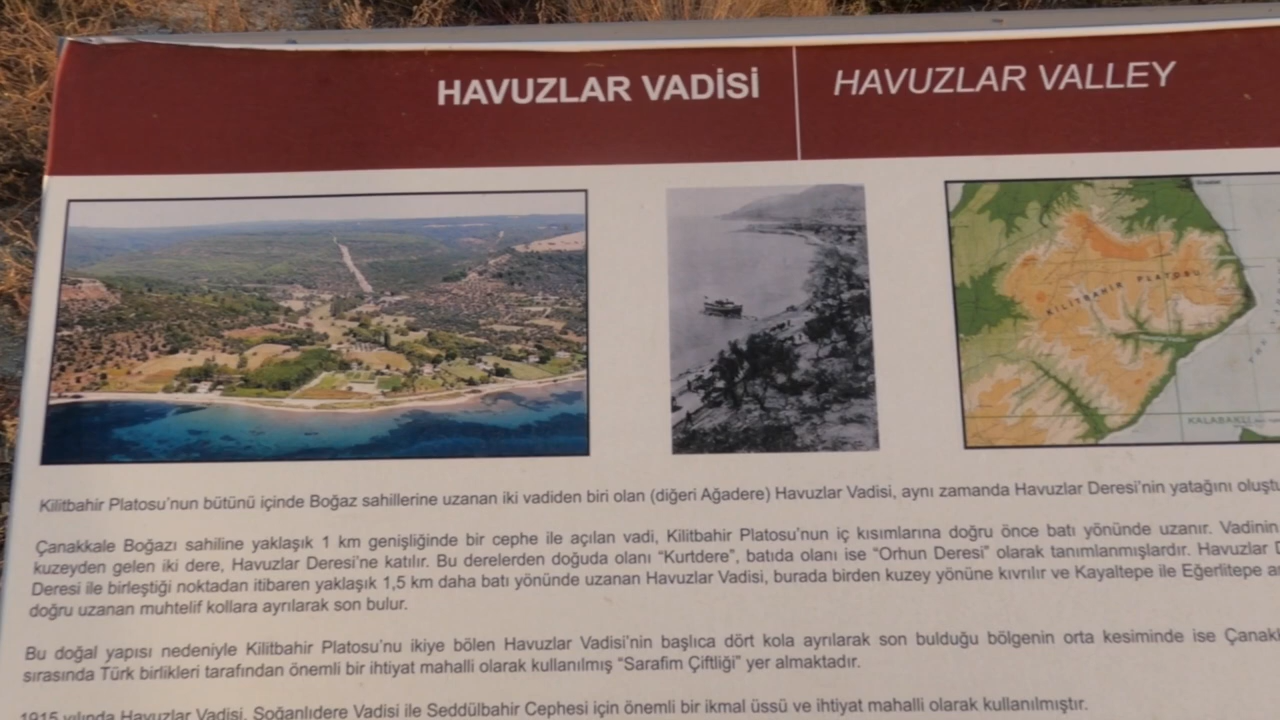 HAVUZLAR VADİSİ
HAVUZLAR VALLEY
KILITBAHIR PLATOSU
KALABAKLI
Kilitbahir Platosu'nun bütünü içinde Boğaz sahillerine uzanan iki vadiden biri olan (diğeri Ağadere) Havuzlar Vadisi, aynı zamanda Havuzlar Deresi'nin yatağını
Çanakkale Boğazı sahiline yaklaşık 1 km genişliğinde bir cephe ile açılan vadi, Kilitbahir Platosu'nun iç kısımlarına doğru önce batı yönünde uzanır. Vadinin
kuzeyden gelen iki dere, Havuzlar Deresi'ne katılır. Bu derelerden doğuda olanı “Kurtdere”, batıda olanı ise “Orhun Deresi” olarak tanımlanmışlardır. Havuzlar
Deresi ile birleştiği noktadan itibaren yaklaşık 1,5 km daha batı yönünde uzanan Havuzlar Vadisi, burada birden kuzey yönüne kıvrılır ve Kayaltepe ile Eğerlitepe
doğru uzanan muhtelif kollara ayrılarak son bulur.
Bu doğal yapısı nedeniyle Kilitbahir Platosu'nu ikiye bölen Havuzlar Vadisi'nin başlıca dört kola ayrılarak son bulduğu bölgenin orta kesiminde ise
sırasında Türk birlikleri tarafından önemli bir ihtiyat mahalli olarak kullanılmış “Sarafim Çiftliği” yer almaktadır.
1915 yılında Havuzlar Vadisi, Soğanlıdere Vadisi ile Seddülbahir Cephesi için önemli bir ikmal üssü ve ihtiyat mahalli olarak kullanılmıştır.